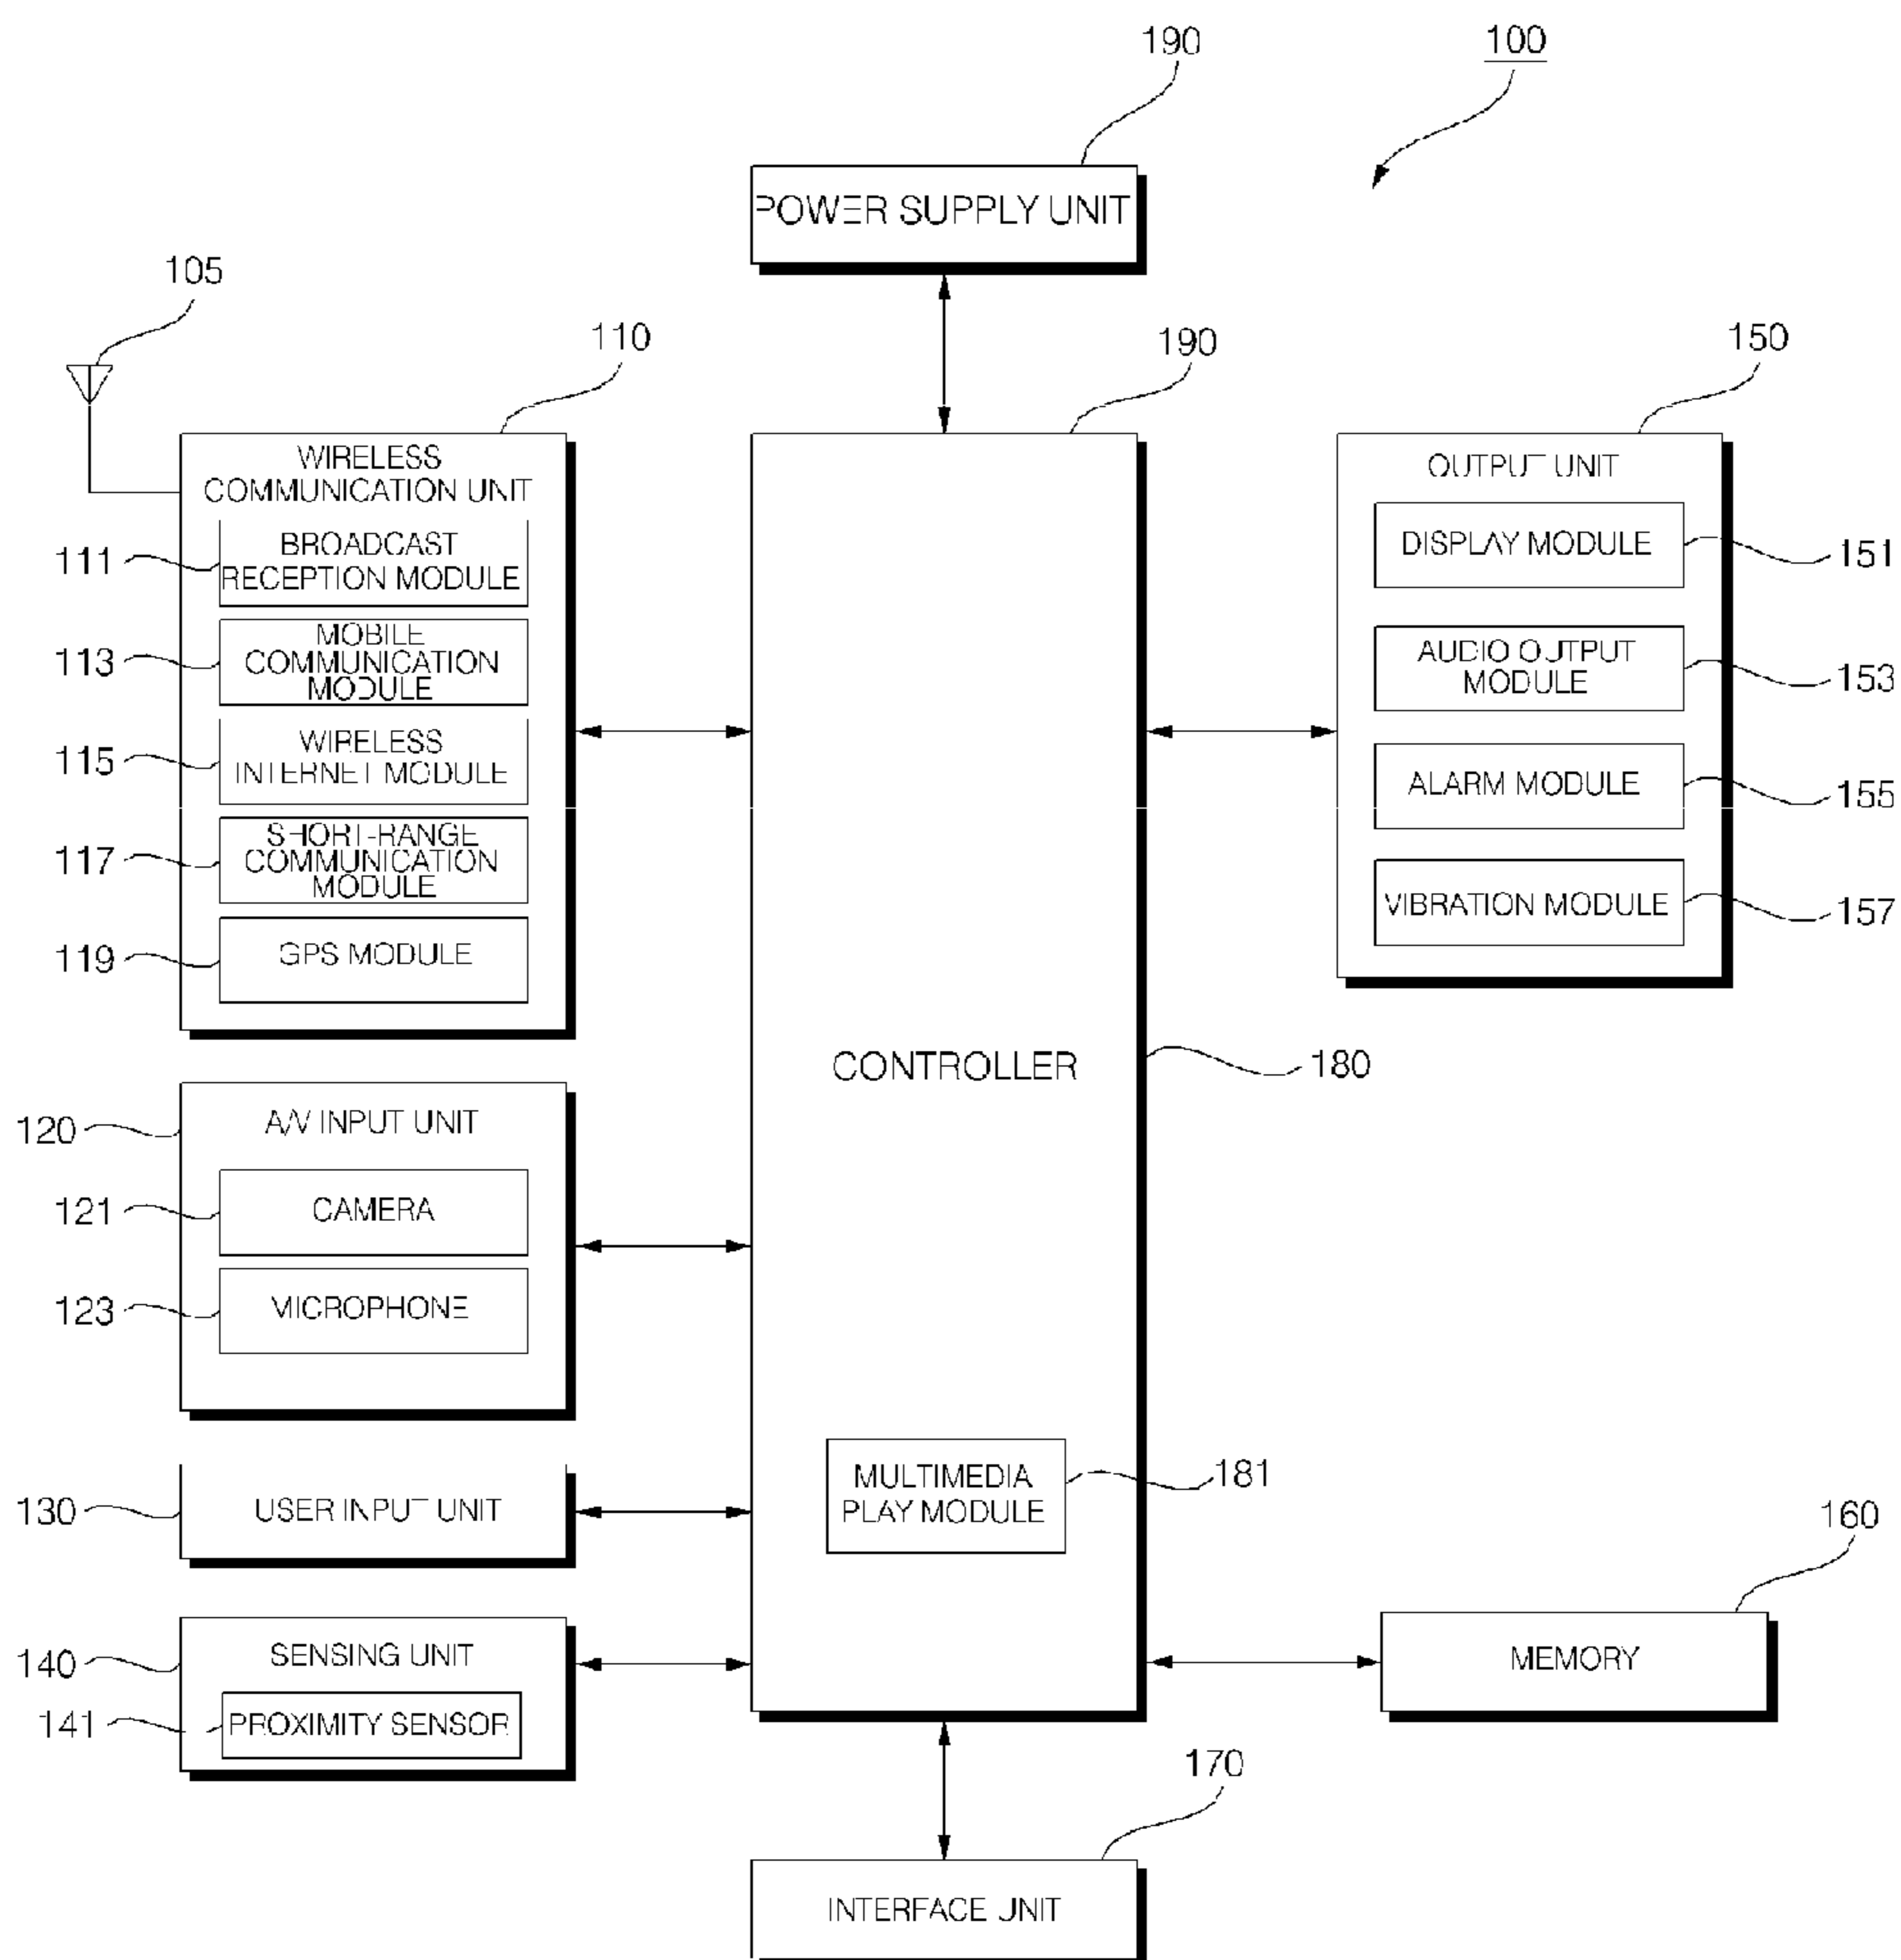 190
100
POWER SUPPLY UNIT
105
110
190
150
WIRELESS
COMMUNICATION UNIT
OUTPUT UNIT
111
BROADCAST
RECEPTION MODULE
DISPLAY MODULE
151
113
MOBILE
COMMUNICATION
MODULE
AUDIO OUTPUT
MODULE
153
115
WIRELESS
INTERNET MODULE
ALARM MODULE
155
117
SHORT-RANGE
COMMUNICATION
MODULE
VIBRATION MODULE
157
119
GPS MODULE
CONTROLLER
180
120
A/V INPUT UNIT
121
CAMERA
123
MICROPHONE
MULTIMEDIA
PLAY MODULE
181
130
USER INPUT UNIT
160
140
SENSING UNIT
MEMORY
141
PROXIMITY SENSOR
170
INTERFACE UNIT